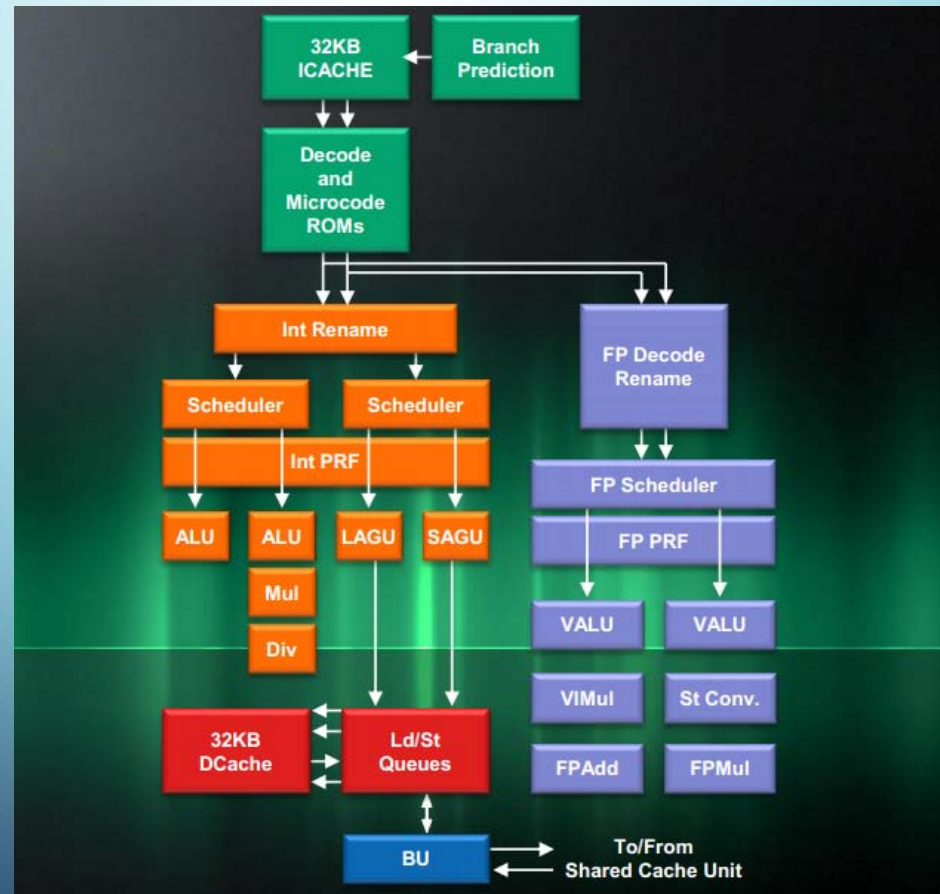 32KB
ICACHE
Branch
Prediction
Decode
and
Microcode
ROMs
Int Rename
FP Decode
Rename
Scheduler
Scheduler
Int PRF
FP Scheduler
ALU
ALU
LAGU
SAGU
FP PRF
Mul
Div
VALU
VALU
VIMul
St Conv.
32KB
DCache
Ld/St
Queues
FPAdd
FPMul
BU
To/From
Shared Cache Unit